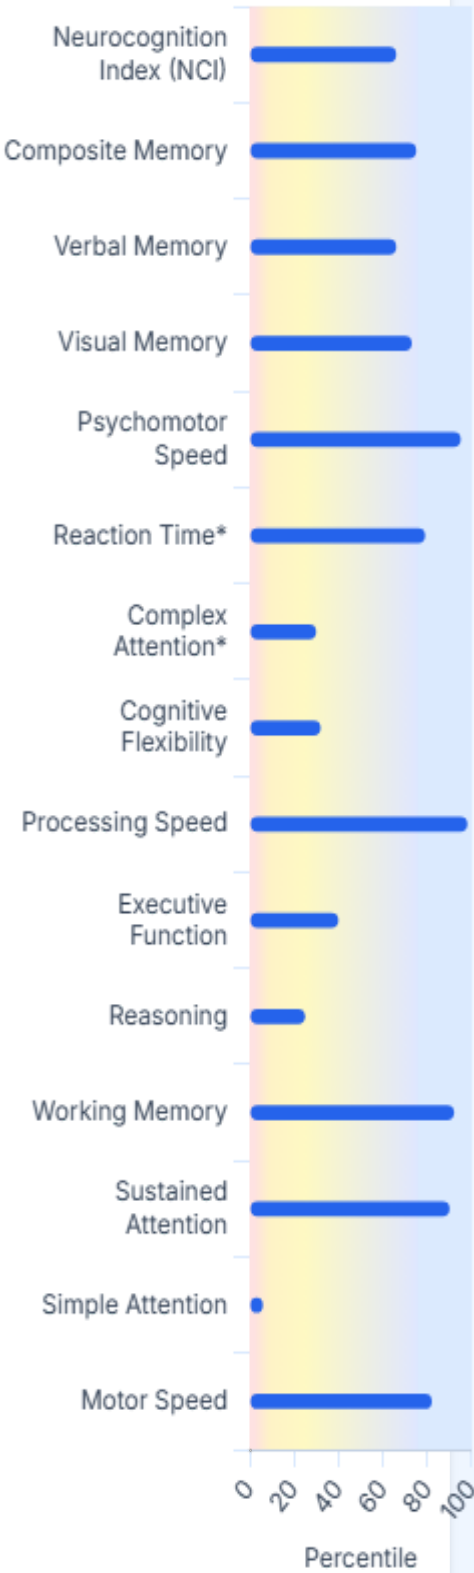 Neurocognition
Index (NCI)
Composite Memory
Verbal Memory
Visual Memory
Psychomotor
Speed
Reaction Time*
Complex
Attention*
Cognitive
Flexibility
Processing Speed
Executive
Function
Reasoning
Working Memory
Sustained
Attention
Simple Attention
Motor Speed
0 20 40 60 80 100
Percentile